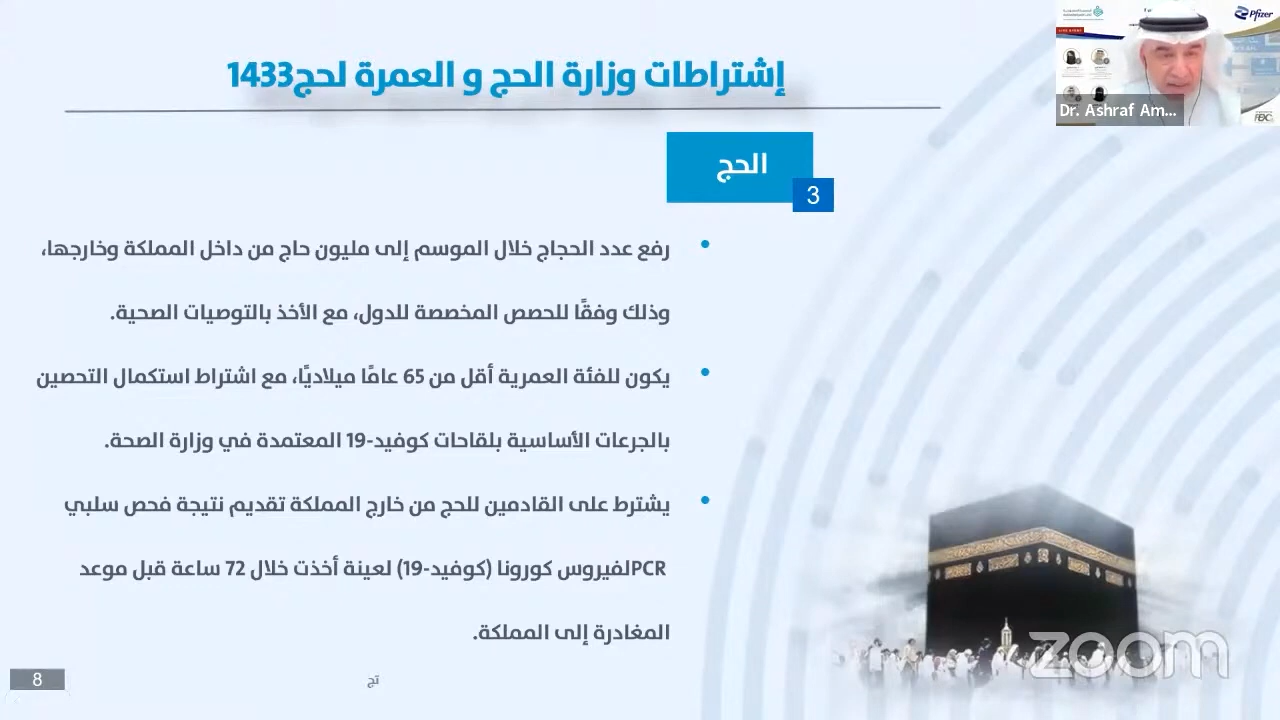 إشتراطات وزارة الحج و العمرة لحج1433
الحج
3
• رفع عدد الحجاج خلال الموسم إلى مليون حاج من داخل المملكة وخارجها،
وذلك وفقًا للحصص المخصصة للدول، مع الأخذ بالتوصيات الصحية.
• يكون للفئة العمرية أقل من 65 عامًا ميلاديًا، مع اشتراط استكمال التحصين
بالجرعات الأساسية بلقاحات كوفيد-19 المعتمدة في وزارة الصحة.
• يشترط على القادمين للحج من خارج المملكة تقديم نتيجة فحص سلبي
PCRلفيروس كورونا (كوفيد-19) لعينة أخذت خلال 72 ساعة قبل موعد
المغادرة إلى المملكة.
تج
8
Pfizer
Dr. Ashraf Am...
zoom